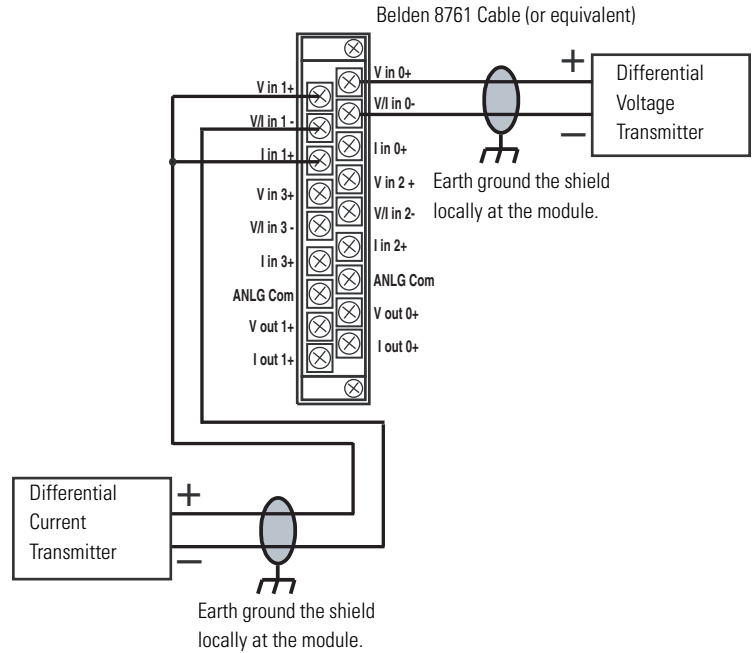 Belden 8761 Cable (or equivalent)
V in 1+
V/I in 1 -
I in 1+
V in 3+
V/I in 3 -
I in 3+
ANLG Com
V out 1+
I out 1+
V in 0+
V/I in 0-
I in 0+
V in 2 +
V/I in 2-
I in 2+
ANLG Com
V out 0+
I out 0+
+
—
Differential
Voltage
Transmitter
Earth ground the shield
locally at the module.
Differential
Current
Transmitter
+
—
Earth ground the shield
locally at the module.